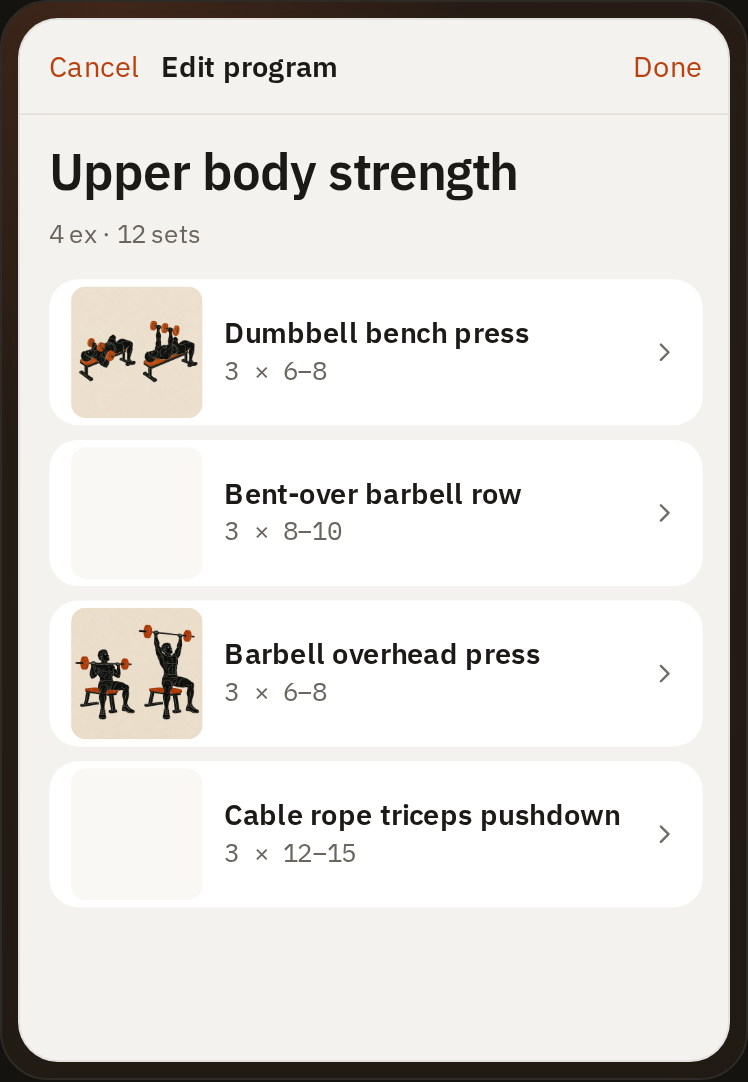 Cancel Edit program Done
Upper body strength
4 ex · 12 sets
Dumbbell bench press
3 × 6–8
Bent-over barbell row
3 × 8–10
Barbell overhead press
3 × 6–8
Cable rope triceps pushdown
3 × 12–15